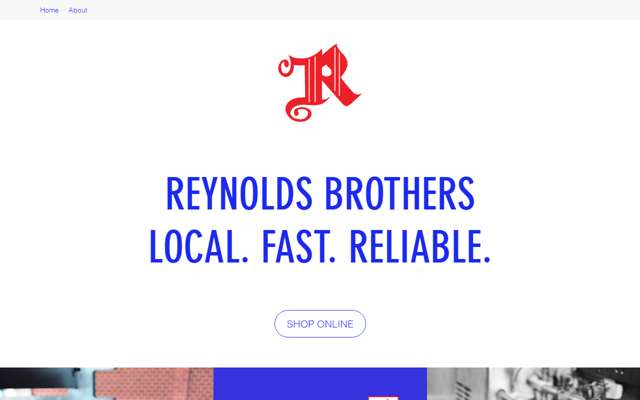 Home About
R
REYNOLDS BROTHERS
LOCAL. FAST. RELIABLE.
SHOP ONLINE